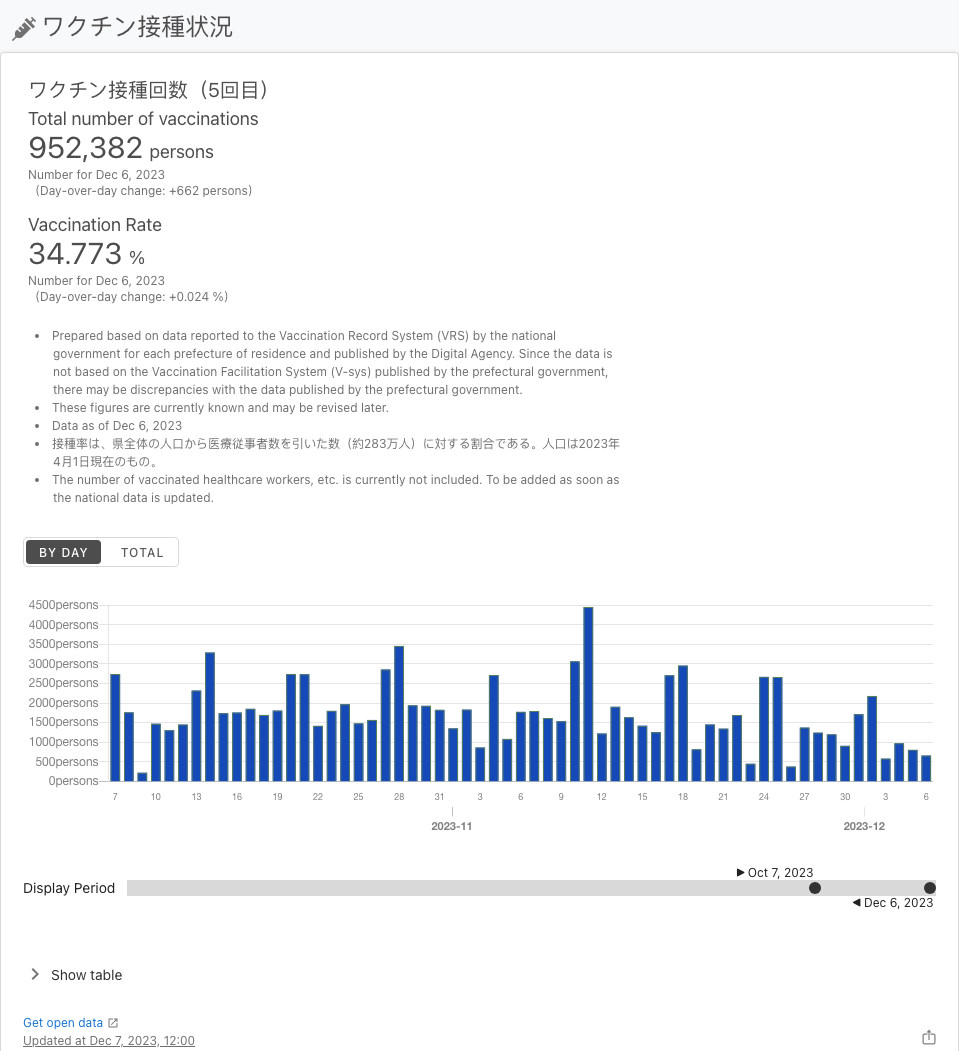 ワクチン接種状況
ワクチン接種回数（5回目）
Total number of vaccinations
952,382 persons
Number for Dec 6, 2023
（Day-over-day change: +662 persons）
Vaccination Rate
34.773 %
Number for Dec 6, 2023
（Day-over-day change: +0.024 %）
• Prepared based on data reported to the Vaccination Record System (VRS) by the national
government for each prefecture of residence and published by the Digital Agency. Since the data is
not based on the Vaccination Facilitation System (V-sys) published by the prefectural government,
there may be discrepancies with the data published by the prefectural government.
• These figures are currently known and may be revised later.
• Data as of Dec 6, 2023
• 接種率は、県全体の人口から医療従事者数を引いた数（約283万人）に対する割合である。人口は2023年
4月1日現在のもの。
• The number of vaccinated healthcare workers, etc. is currently not included. To be added as soon as
the national data is updated.
BY DAY TOTAL
4500persons
4000persons
3500persons
3000persons
2500persons
2000persons
1500persons
1000persons
500persons
0persons
7 10 13 16 19 22 25 28 31 3 6 9 12 15 18 21 24 27 30 3 6
2023-11 2023-12
Oct 7, 2023
Display Period
Dec 6, 2023
Show table
Get open data
Updated at Dec 7, 2023, 12:00